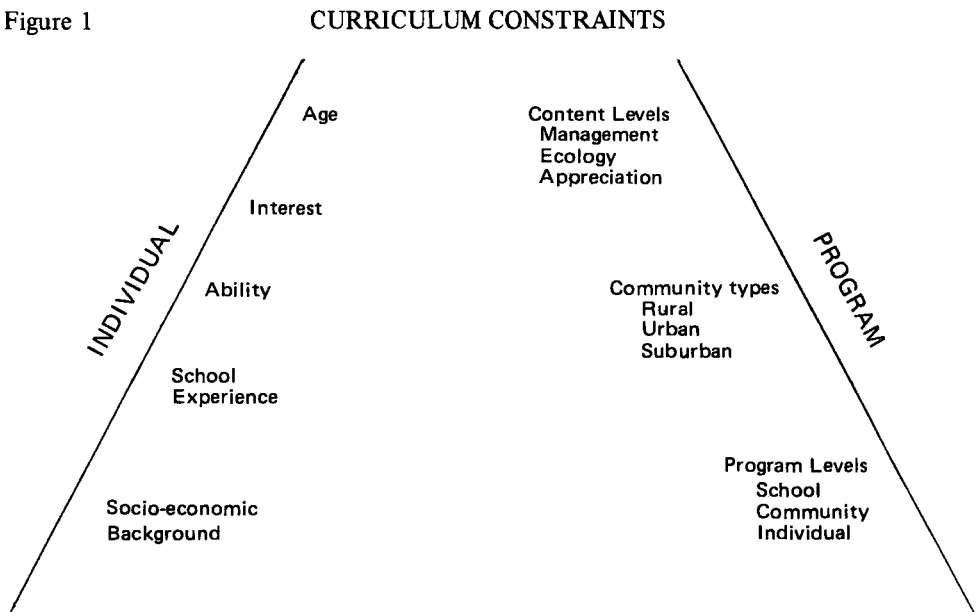 Figure 1
CURRICULUM CONSTRAINTS
INDIVIDUAL
Age
Interest
Ability
School
Experience
Socio-economic
Background
Content Levels
Management
Ecology
Appreciation
Community types
Rural
Urban
Suburban
Program Levels
School
Community
Individual
PROGRAM